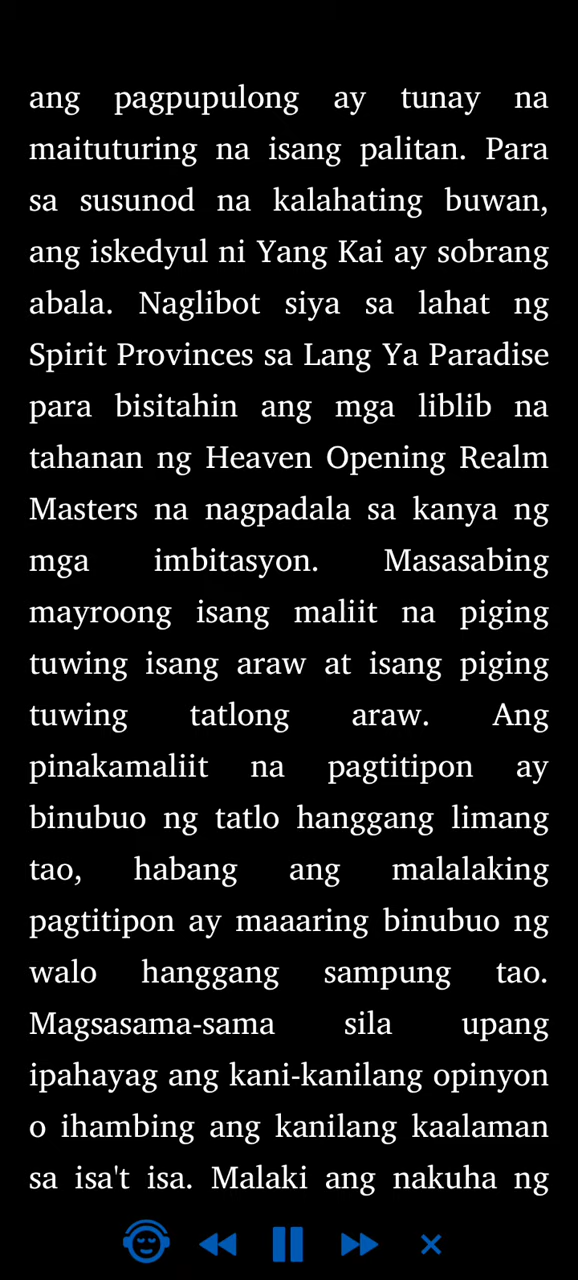 ang pagpupulong ay tunay na
maituturing na isang palitan. Para
sa susunod na kalahating buwan,
ang iskedyul ni Yang Kai ay sobrang
abala. Naglibot siya sa lahat ng
Spirit Provinces sa Lang Ya Paradise
para bisitahin ang mga liblib na
tahanan ng Heaven Opening Realm
Masters na nagpadala sa kanya ng
mga imbitasyon. Masasabing
mayroong isang maliit na piging
tuwing isang araw at isang piging
tuwing tatlong araw. Ang
pinakamaliit na pagtitipon ay
binubuo ng tatlo hanggang limang
tao, habang ang malalaking
pagtitipon ay maaaring binubuo ng
walo hanggang sampung tao.
Magsasama-sama sila upang
ipahayag ang kani-kanilang opinyon
o ihambing ang kanilang kaalaman
sa isa't isa. Malaki ang nakuha ng